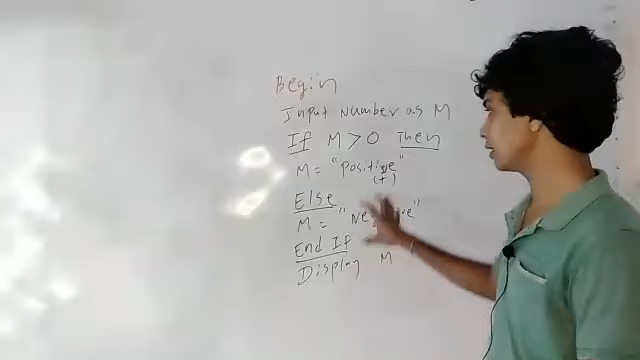 Begin
Input Number as M
If M > 0 Then
M = "Positive"
(+)
Else
M =
End If
Display M